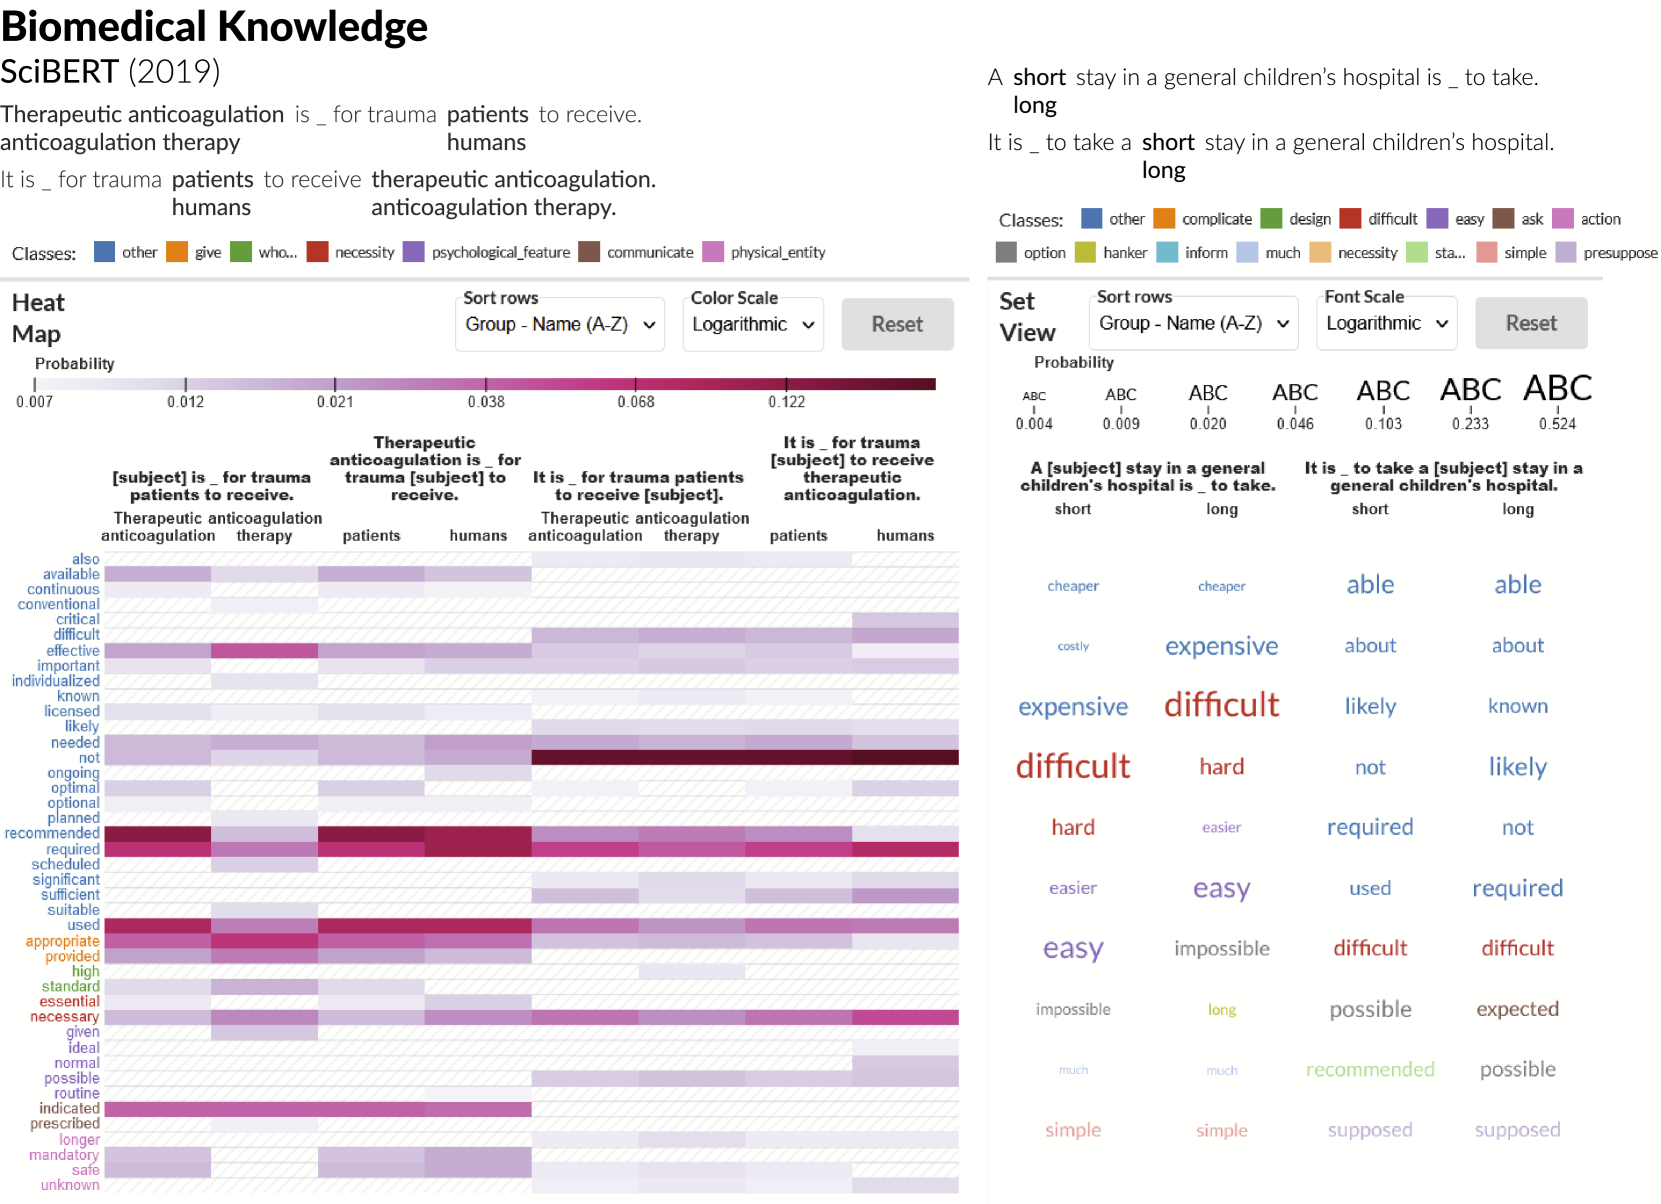 Biomedical Knowledge
SciBERT (2019)
Therapeutic anticoagulation is _ for trauma patients to receive.
anticoagulation therapy humans
It is _ for trauma patients to receive therapeutic anticoagulation.
humans anticoagulation therapy.
Classes: other give who... necessity psychological_feature communicate physical_entity
Heat
Map
Sort rows
Group - Name (A-Z)
Color Scale
Logarithmic
Reset
Probability
0.007 0.012 0.021 0.038 0.068 0.122
[subject] is _ for trauma
patients to receive.
Therapeutic
anticoagulation is _ for
trauma [subject] to
receive.
It is _ for trauma patients
to receive [subject].
It is _ for trauma
[subject] to receive
therapeutic
anticoagulation.
Therapeutic anticoagulation
anticoagulation therapy
patients
humans
Therapeutic anticoagulation
anticoagulation therapy
patients
humans
also
available
continuous
conventional
critical
difficult
effective
important
individualized
known
licensed
likely
needed
not
ongoing
optimal
optional
planned
recommended
required
scheduled
significant
sufficient
suitable
used
appropriate
provided
high
standard
essential
necessary
given
ideal
normal
possible
routine
indicated
prescribed
longer
mandatory
safe
unknown
A short stay in a general children's hospital is _ to take.
long
It is _ to take a short stay in a general children's hospital.
long
Classes: other complicate design difficult easy ask action
option hanker inform much necessity sta... simple presuppose
Set
View
Sort rows
Group - Name (A-Z)
Font Scale
Logarithmic
Reset
Probability
ABC ABC ABC ABC ABC ABC ABC
0.004 0.009 0.020 0.046 0.103 0.233 0.524
A [subject] stay in a general
children's hospital is _ to take.
It is _ to take a [subject] stay in a
general children's hospital.
short long short long
cheaper cheaper able able
costly expensive about about
expensive difficult likely known
difficult hard not likely
hard easier required not
easier easy used required
easy impossible difficult difficult
impossible long possible expected
much much recommended possible
simple simple supposed supposed